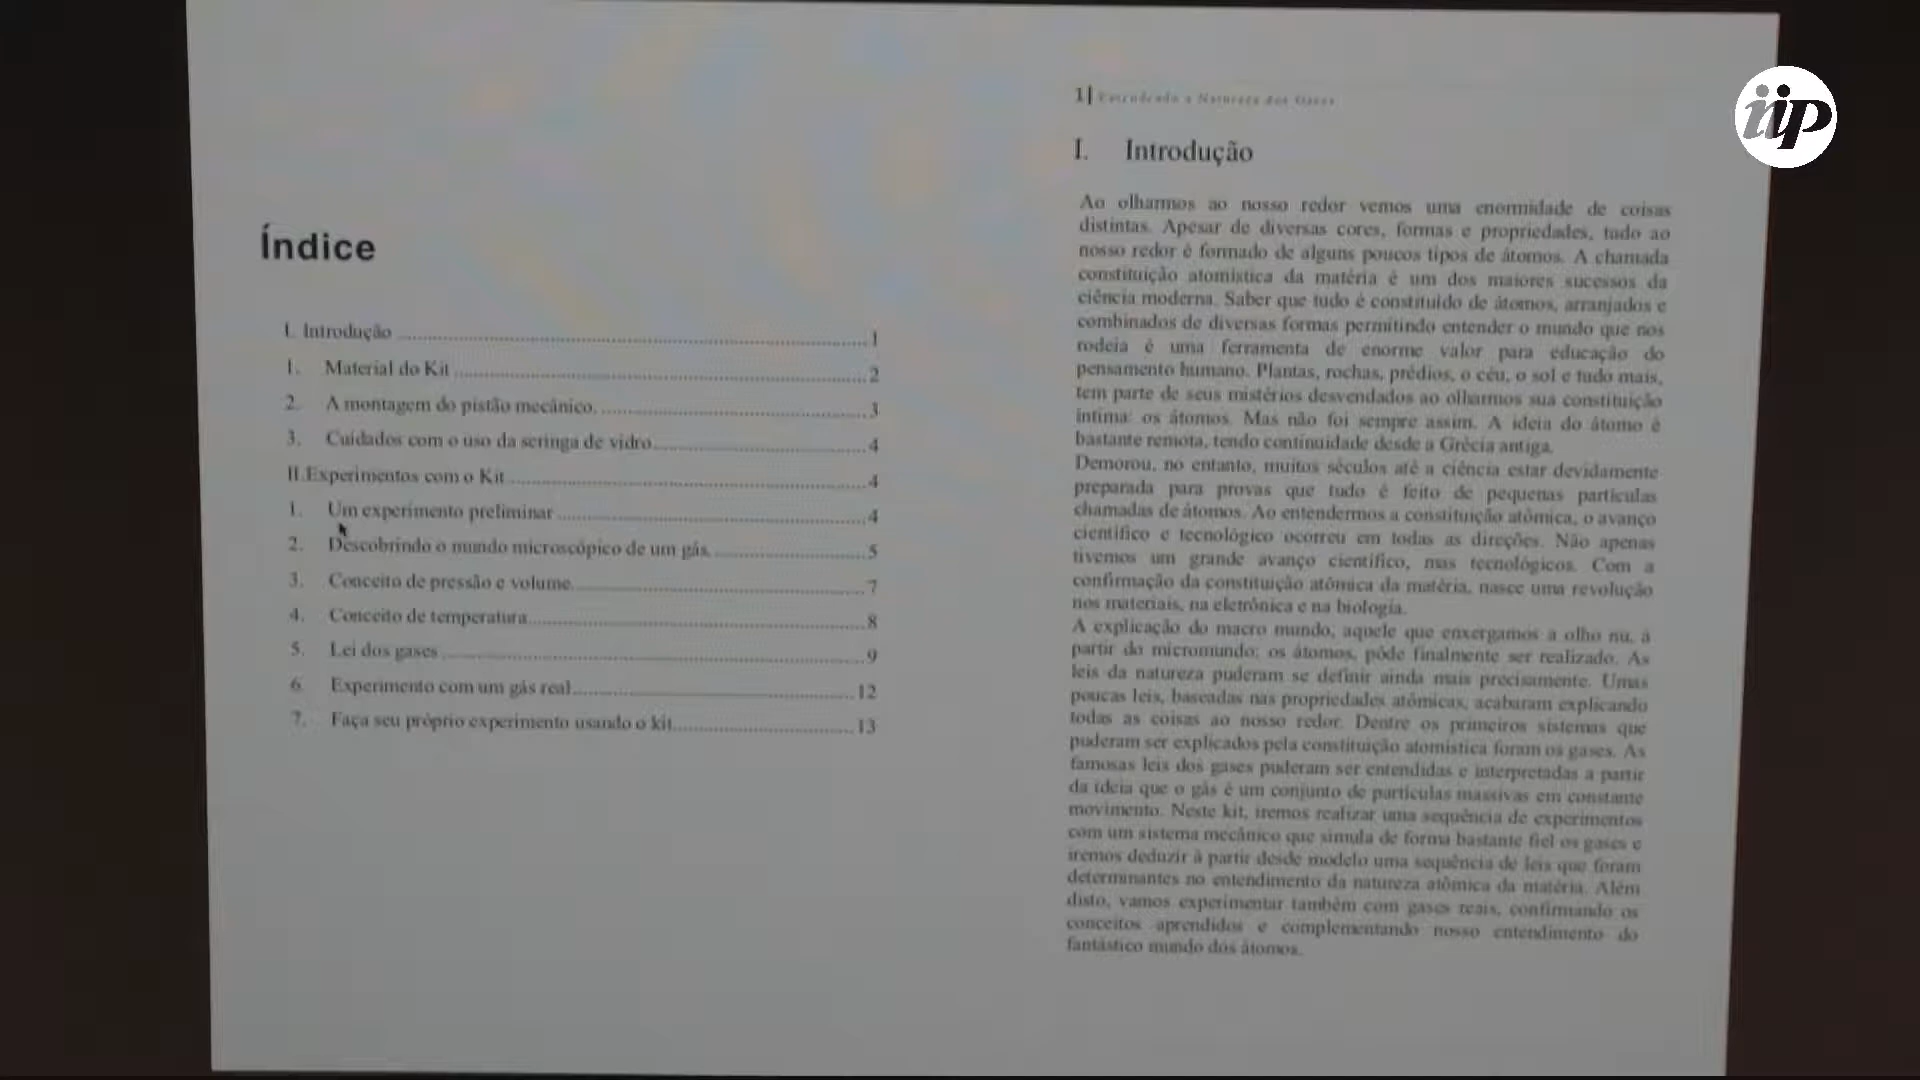 Índice
I. Introdução ........ 1
1. Material do Kit ........ 2
2. A montagem do pistão mecânico. ........ 3
3. Cuidados com o uso da seringa de vidro ........ 4
II.Experimentos com o Kit ........ 4
1. Um experimento preliminar ........ 4
2. Descobrindo o mundo microscópico de um gás. ........ 5
3. Conceito de pressão e volume. ........ 7
4. Conceito de temperatura ........ 8
5. Lei dos gases ........ 9
6. Experimento com um gás real ........ 12
7. Faça seu próprio experimento usando o kit ........ 13
1| a Natureza dos Gases
I. Introdução
Ao olharmos ao nosso redor vemos uma enormidade de coisas
distintas. Apesar de diversas cores, formas e propriedades, tudo ao
nosso redor é formado de alguns poucos tipos de átomos. A chamada
constituição atomística da matéria é um dos maiores sucessos da
ciência moderna. Saber que tudo é constituído de átomos, arranjados e
combinados de diversas formas permitindo entender o mundo que nos
rodeia é uma ferramenta de enorme valor para educação do
pensamento humano. Plantas, rochas, prédios, o céu, o sol e tudo mais,
tem parte de seus mistérios desvendados ao olharmos sua constituição
íntima: os átomos. Mas não foi sempre assim. A ideia do átomo é
bastante remota, tendo continuidade desde a Grécia antiga.
Demorou, no entanto, muitos séculos até a ciência estar devidamente
preparada para provas que tudo é feito de pequenas partículas
chamadas de átomos. Ao entendermos a constituição atômica, o avanço
científico e tecnológico ocorreu em todas as direções. Não apenas
tivemos um grande avanço científico, mas tecnológicos. Com a
confirmação da constituição atômica da matéria, nasce uma revolução
nos materiais, na eletrônica e na biologia.
A explicação do macro mundo, aquele que enxergamos a olho nu, à
partir do micromundo; os átomos, pôde finalmente ser realizado. As
leis da natureza puderam se definir ainda mais precisamente. Umas
poucas leis, baseadas nas propriedades atômicas, acabaram explicando
todas as coisas ao nosso redor. Dentre os primeiros sistemas que
puderam ser explicados pela constituição atomística foram os gases. As
famosas leis dos gases puderam ser entendidas e interpretadas a partir
da ideia que o gás é um conjunto de partículas massivas em constante
movimento. Neste kit, iremos realizar uma sequência de experimentos
com um sistema mecânico que simula de forma bastante fiel os gases e
iremos deduzir à partir desde modelo uma sequência de leis que foram
determinantes no entendimento da natureza atômica da matéria. Além
disto, vamos experimentar também com gases reais, confirmando os
conceitos aprendidos e complementando nosso entendimento do
fantástico mundo dos átomos.
iip